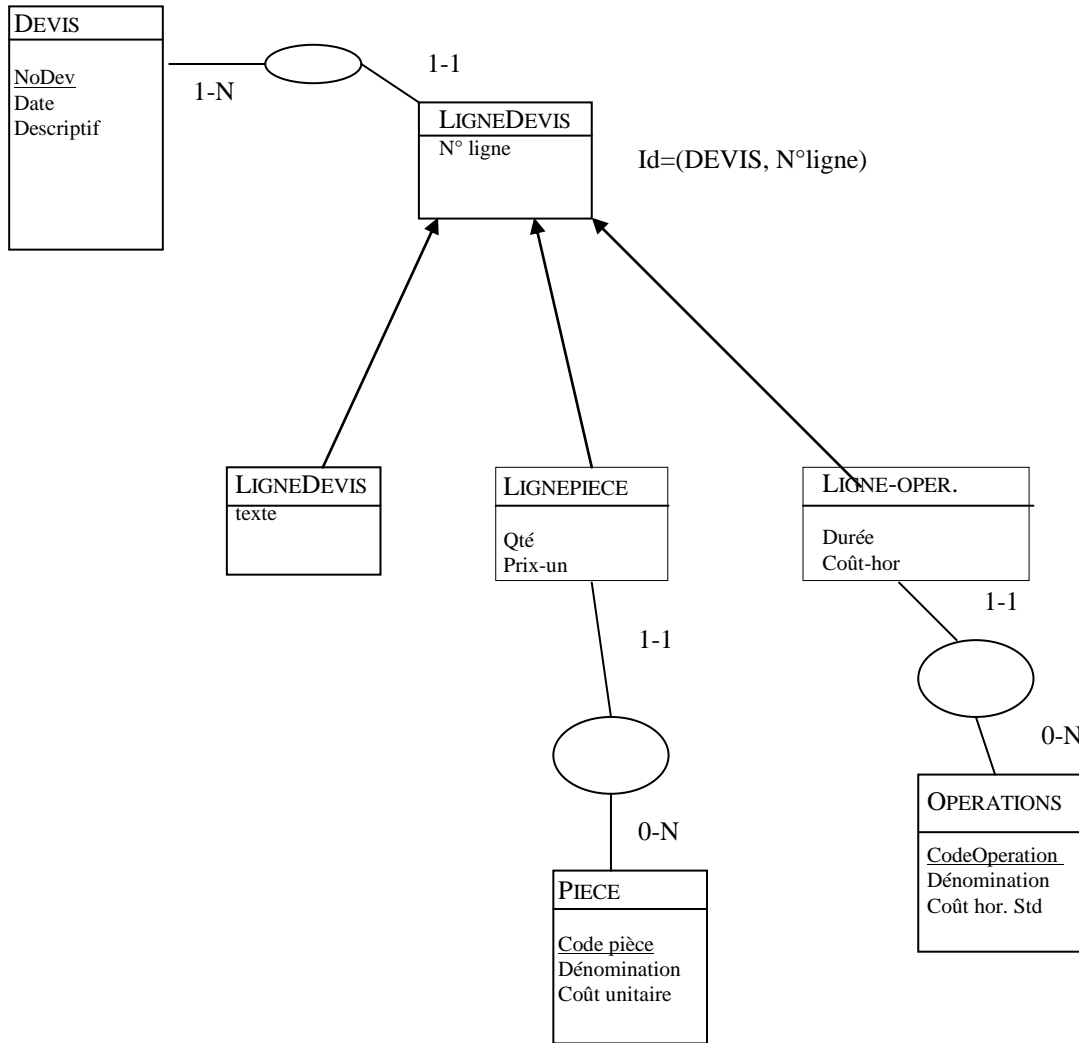 DEVIS
NoDev
Date
Descriptif
1-N
1-1
LIGNEDEVIS
N° ligne
Id=(DEVIS, N°ligne)
LIGNEDEVIS
texte
LIGNEPIECE
Qté
Prix-un
LIGNE-OPER.
Durée
Coût-hor
1-1
1-1
0-N
0-N
PIECE
Code pièce
Dénomination
Coût unitaire
OPERATIONS
CodeOperation
Dénomination
Coût hor. Std